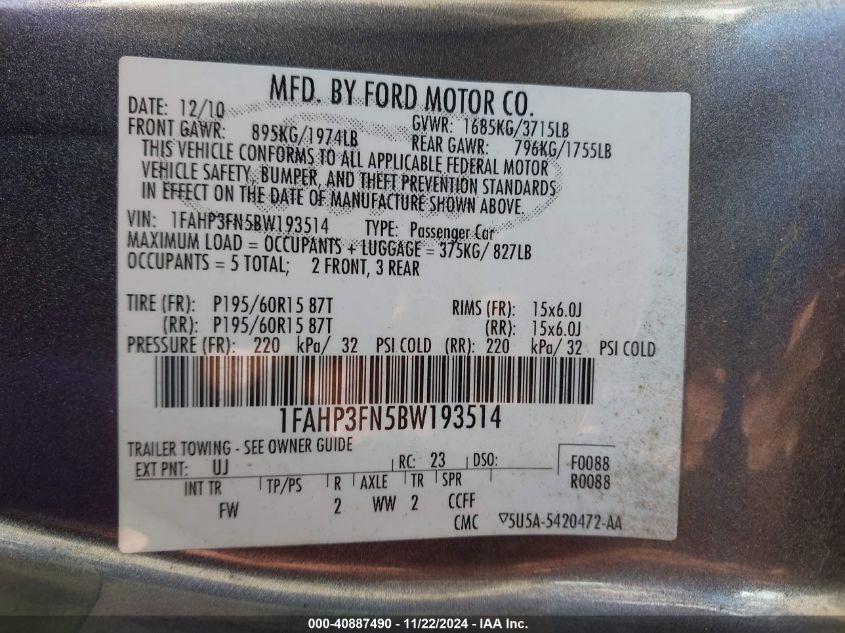 MFD. BY FORD MOTOR CO.
DATE: 12/10 GVWR: 1685KG/3715LB
FRONT GAWR: 895KG/1974LB REAR GAWR: 796KG/1755LB
THIS VEHICLE CONFORMS TO ALL APPLICABLE FEDERAL MOTOR
VEHICLE SAFETY, BUMPER, AND THEFT PREVENTION STANDARDS
IN EFFECT ON THE DATE OF MANUFACTURE SHOWN ABOVE.
VIN: 1FAHP3FN5BW193514 TYPE: Passenger Car
MAXIMUM LOAD = OCCUPANTS + LUGGAGE = 375KG/ 827LB
OCCUPANTS = 5 TOTAL; 2 FRONT, 3 REAR
TIRE (FR): P195/60R15 87T RIMS (FR): 15x6.0J
(RR): P195/60R15 87T (RR): 15x6.0J
PRESSURE (FR): 220 kPa/ 32 PSI COLD (RR): 220 kPa/ 32 PSI COLD
1FAHP3FN5BW193514
TRAILER TOWING - SEE OWNER GUIDE
EXT PNT: UJ RC: 23 DSO: F0088
R0088
INT TR TP/PS R AXLE TR SPR
FW 2 WW 2 CCFF
CMC ▽5U5A-5420472-AA
000-40887490 - 11/22/2024 - IAA Inc.